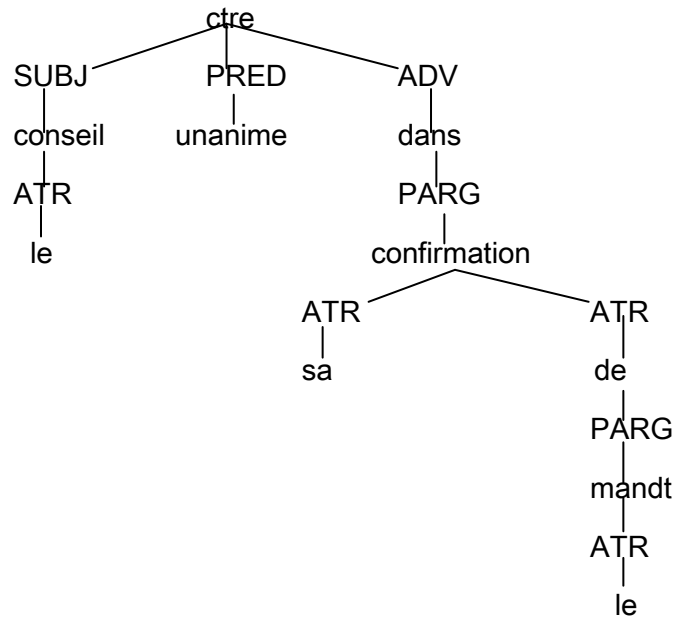 ctre
SUBJ PRED ADV
conseil unanime dans
ATR PARG
le confirmation
ATR ATR
sa de
PARG
mandt
ATR
le